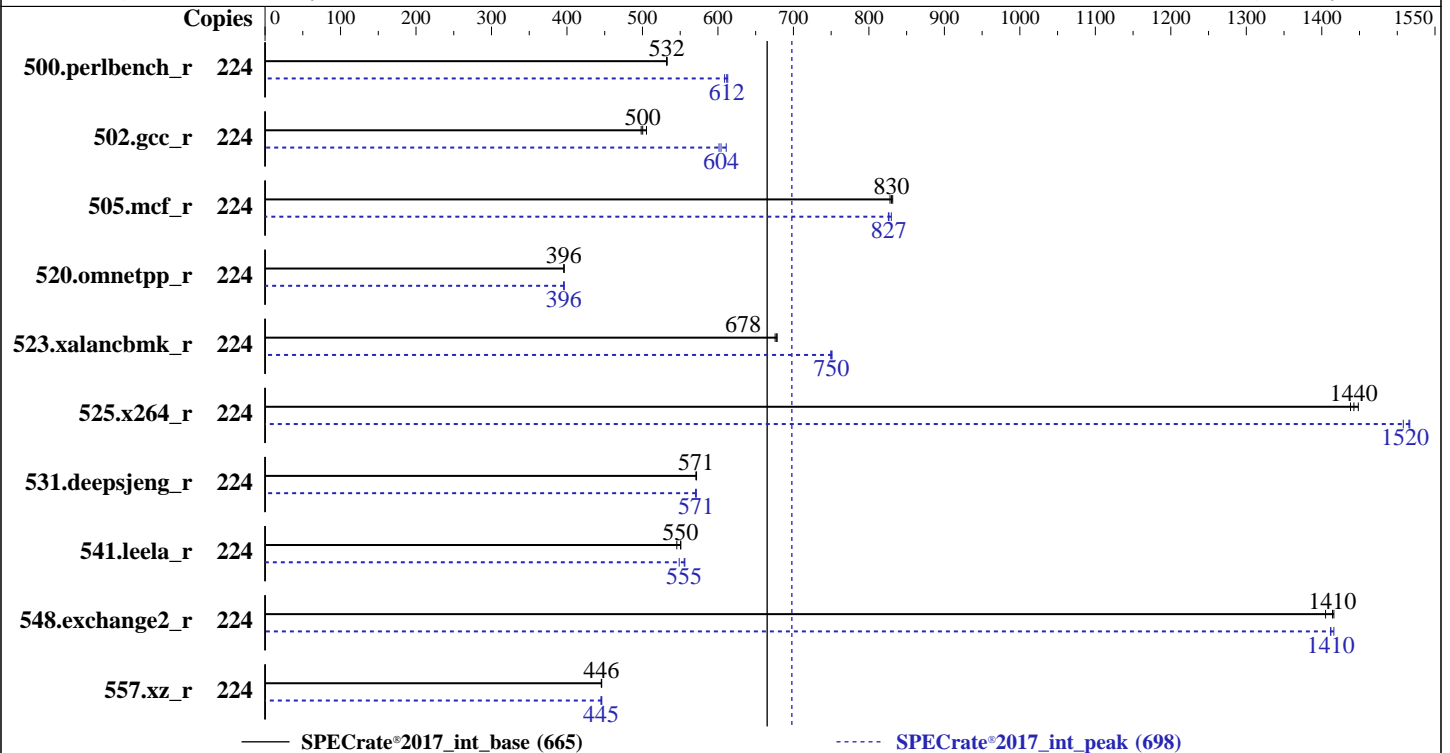 Copies 0 100 200 300 400 500 600 700 800 900 1000 1100 1200 1300 1400 1550
532
500.perlbench_r 224
612
500
502.gcc_r 224
604
830
505.mcf_r 224
827
396
520.omnetpp_r 224
396
678
523.xalancbmk_r 224
750
1440
525.x264_r 224
1520
571
531.deepsjeng_r 224
571
550
541.leela_r 224
555
1410
548.exchange2_r 224
1410
446
557.xz_r 224
445
SPECrate®2017_int_base (665) SPECrate®2017_int_peak (698)